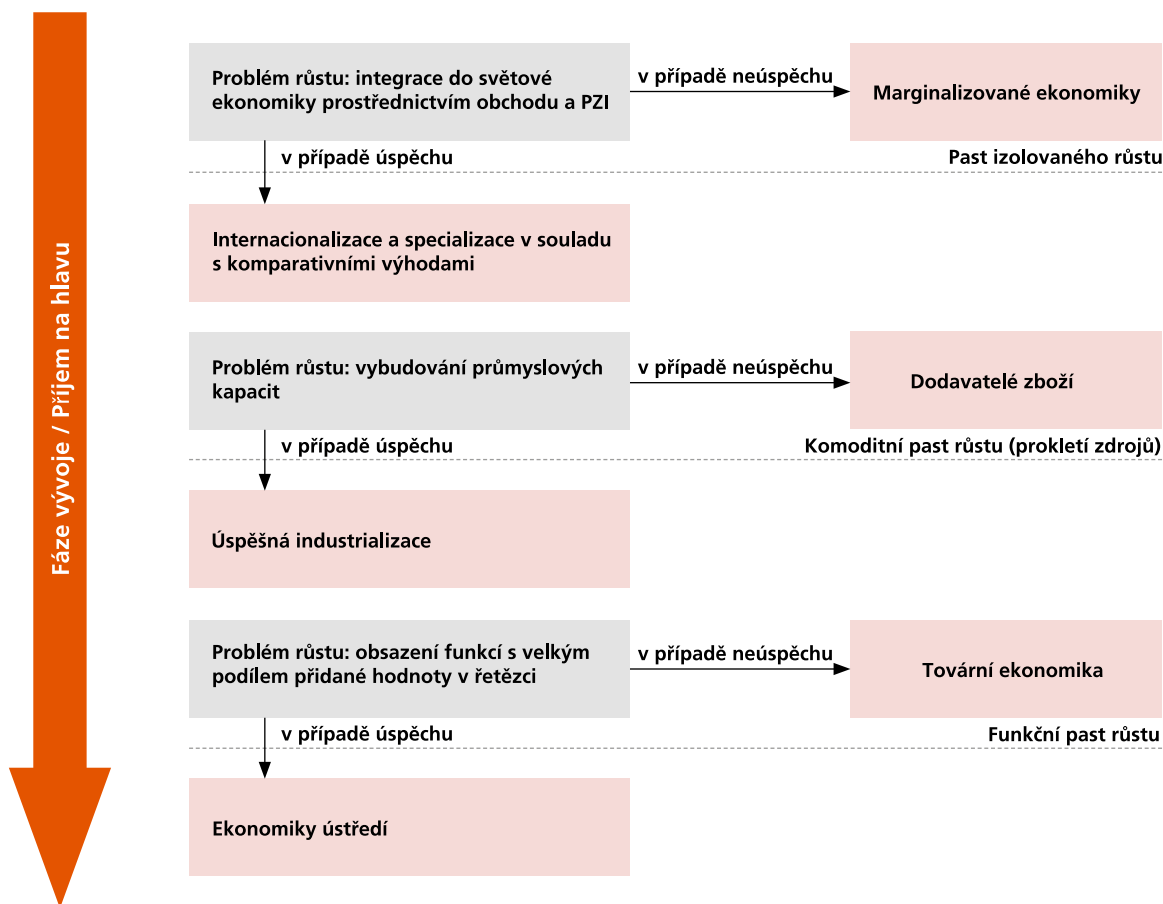 Fáze vývoje / Příjem na hlavu
Problém růstu: integrace do světové
ekonomiky prostřednictvím obchodu a PZI
v případě neúspěchu
Marginalizované ekonomiky
v případě úspěchu
Past izolovaného růstu
Internacionalizace a specializace v souladu
s komparativními výhodami
Problém růstu: vybudování průmyslových
kapacit
v případě neúspěchu
Dodavatelé zboží
v případě úspěchu
Komoditní past růstu (prokletí zdrojů)
Úspěšná industrializace
Problém růstu: obsazení funkcí s velkým
podílem přidané hodnoty v řetězci
v případě neúspěchu
Tovární ekonomika
v případě úspěchu
Funkční past růstu
Ekonomiky ústředí